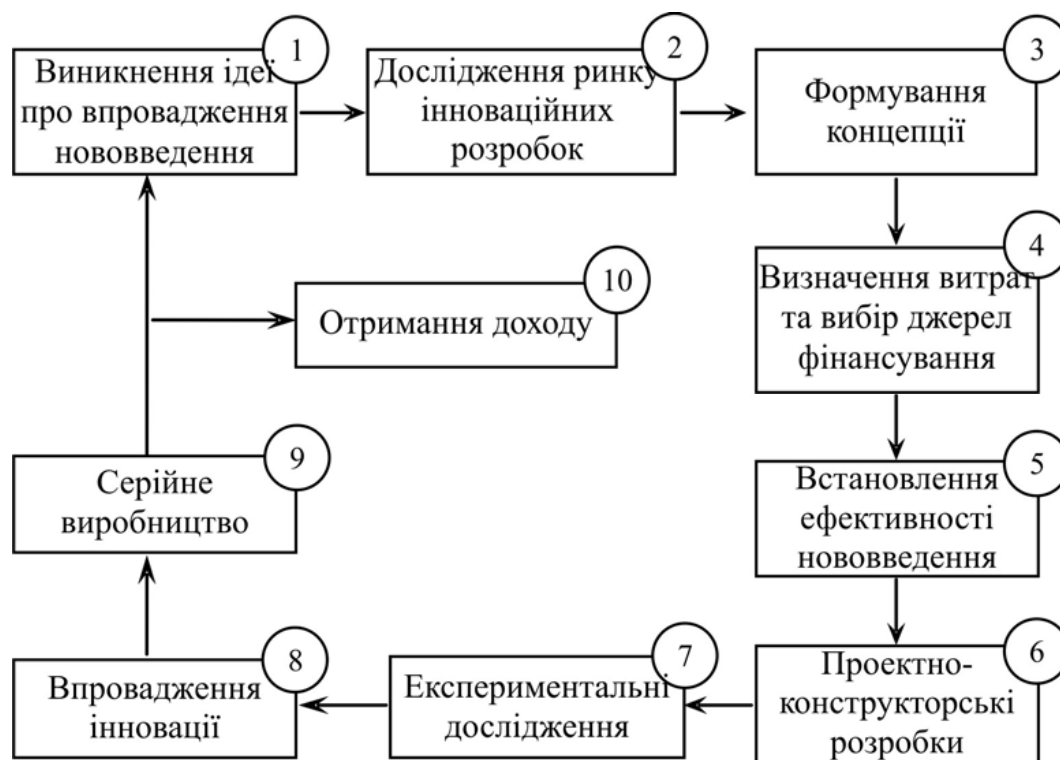 1
Виникнення ідеї
про впровадження
нововведення
2
Дослідження ринку
інноваційних
розробок
3
Формування
концепції
4
Визначення витрат
та вибір джерел
фінансування
5
Встановлення
ефективності
нововведення
6
Проектно-
конструкторські
розробки
7
Експериментальні
дослідження
8
Впровадження
інновації
9
Серійне
виробництво
10
Отримання доходу